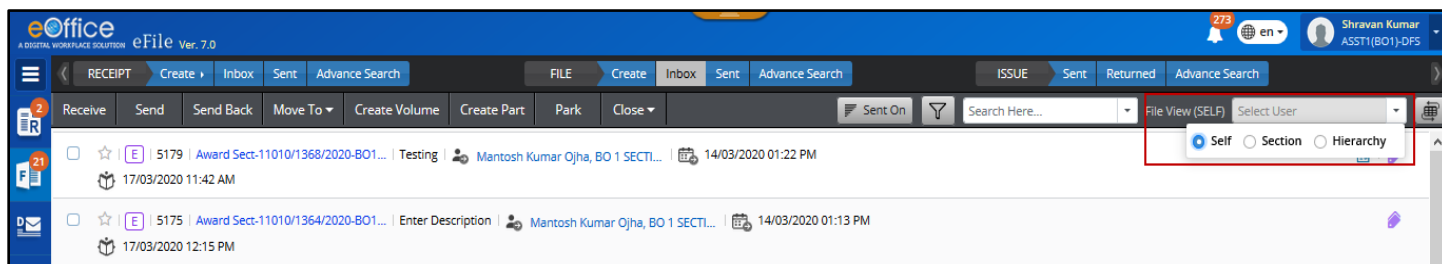 eOffice
A DIGITAL WORKPLACE SOLUTION eFile Ver. 7.0
273 en Shravan Kumar
ASST1(BO1)-DFS
RECEIPT Create Inbox Sent Advance Search FILE Create Inbox Sent Advance Search ISSUE Sent Returned Advance Search
2 R Receive Send Send Back Move To Create Volume Create Part Park Close Sent On Search Here... File View (SELF) Select User
Self Section Hierarchy
21 F E 5179 Award Sect-11010/1368/2020-BO1... Testing Mantosh Kumar Ojha, BO 1 SECTI... 14/03/2020 01:22 PM
17/03/2020 11:42 AM
D E 5175 Award Sect-11010/1364/2020-BO1... Enter Description Mantosh Kumar Ojha, BO 1 SECTI... 14/03/2020 01:13 PM
17/03/2020 12:15 PM